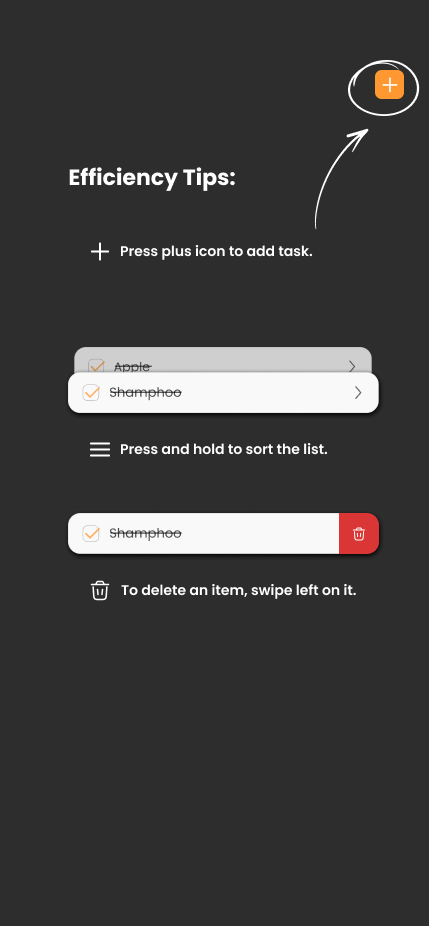 Efficiency Tips:
Press plus icon to add task.
Apple
Shamphoo
Press and hold to sort the list.
Shamphoo
To delete an item, swipe left on it.